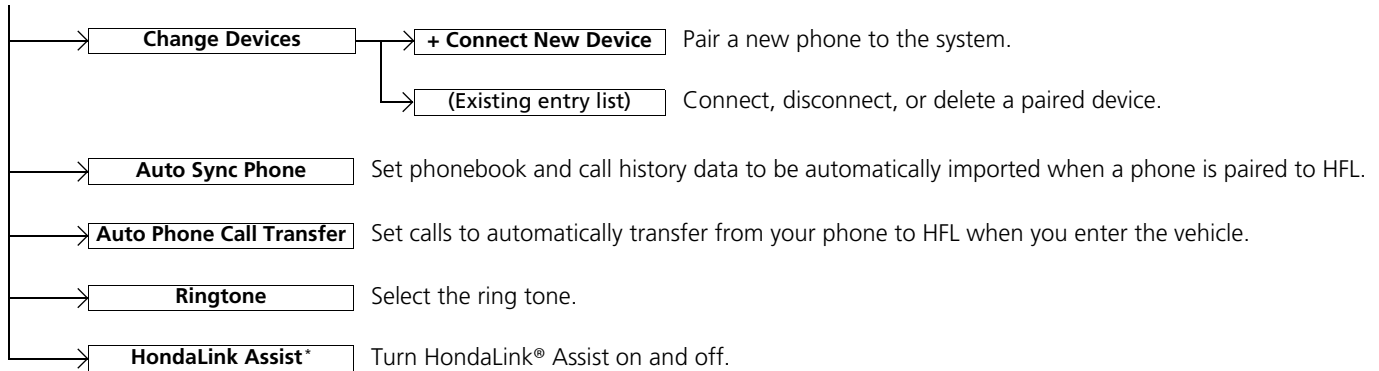 Change Devices + Connect New Device Pair a new phone to the system.
(Existing entry list) Connect, disconnect, or delete a paired device.
Auto Sync Phone Set phonebook and call history data to be automatically imported when a phone is paired to HFL.
Auto Phone Call Transfer Set calls to automatically transfer from your phone to HFL when you enter the vehicle.
Ringtone Select the ring tone.
HondaLink Assist* Turn HondaLink® Assist on and off.